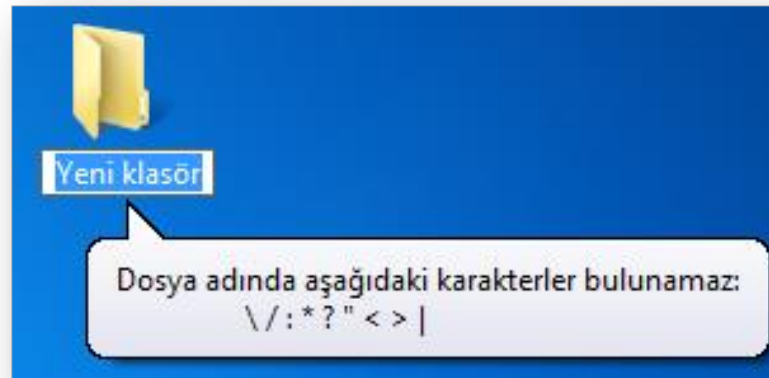 Yeni klasör
Dosya adında aşağıdaki karakterler bulunamaz:
\ / : * ? " < > |